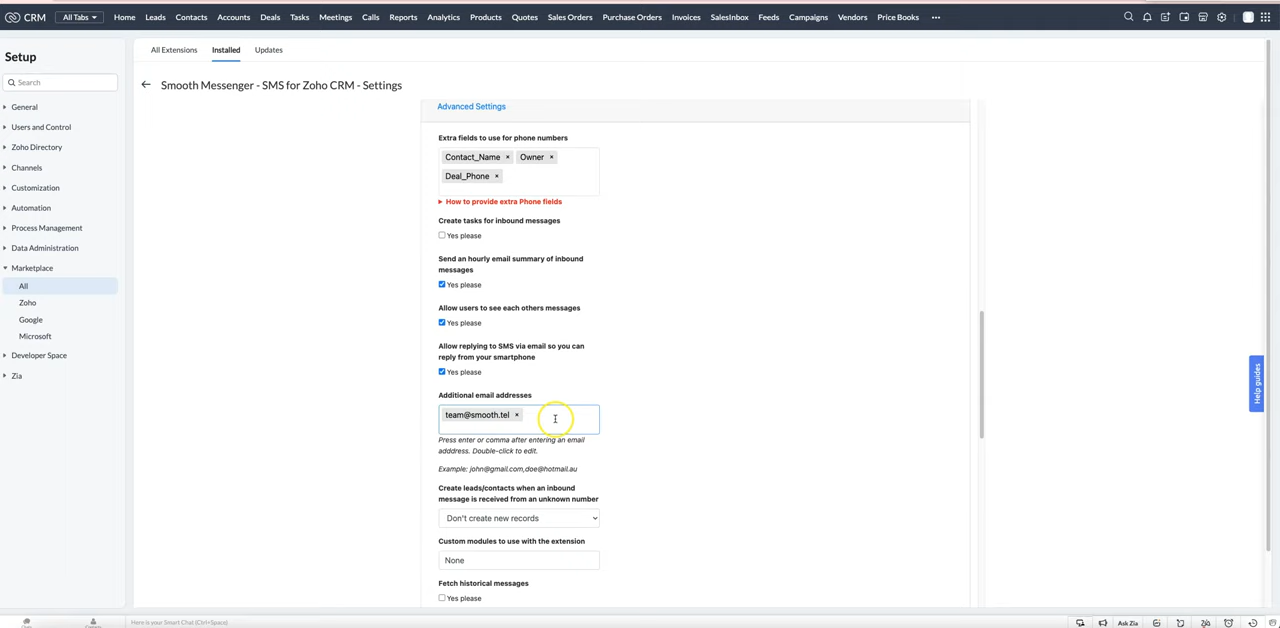 CRM All Tabs Home Leads Contacts Accounts Deals Tasks Meetings Calls Reports Analytics Products Quotes Sales Orders Purchase Orders Invoices SalesInbox Feeds Campaigns Vendors Price Books
Setup
Search
General
Users and Control
Zoho Directory
Channels
Customization
Automation
Process Management
Data Administration
Marketplace
All
Zoho
Google
Microsoft
Developer Space
Zia
All Extensions Installed Updates
Smooth Messenger - SMS for Zoho CRM - Settings
Advanced Settings
Extra fields to use for phone numbers
Contact_Name × Owner ×
Deal_Phone ×
How to provide extra Phone fields
Create tasks for inbound messages
Yes please
Send an hourly email summary of inbound
messages
Yes please
Allow users to see each others messages
Yes please
Allow replying to SMS via email so you can
reply from your smartphone
Yes please
Additional email addresses
team@smooth.tel ×
Press enter or comma after entering an email
adddress. Double-click to edit.
Example: john@gmail.com,doe@hotmail.au
Create leads/contacts when an inbound
message is received from an unknown number
Don't create new records
Custom modules to use with the extension
None
Fetch historical messages
Yes please
Help guides
Here is your Smart Chat (Ctrl+Space)
Ask Zia